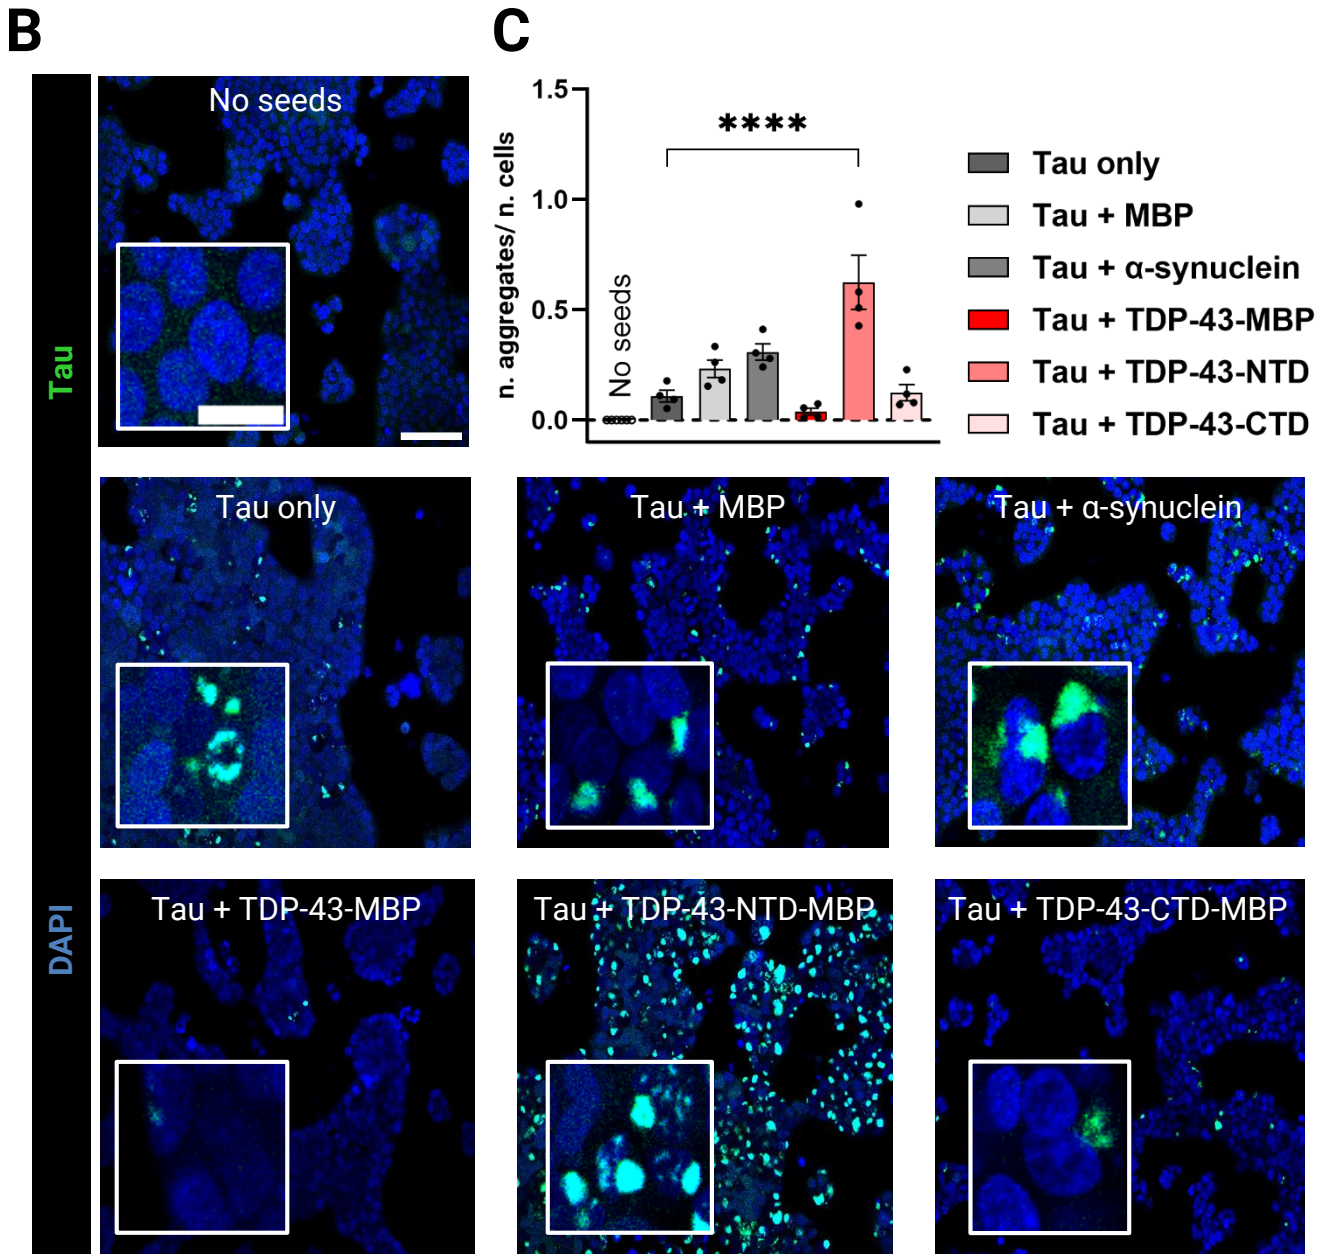 B
C
Tau
DAPI
No seeds
1.5
1.0
0.5
0.0
n. aggregates/ n. cells
No seeds
****
Tau only
Tau + MBP
Tau + α-synuclein
Tau + TDP-43-MBP
Tau + TDP-43-NTD
Tau + TDP-43-CTD
Tau only
Tau + MBP
Tau + α-synuclein
Tau + TDP-43-MBP
Tau + TDP-43-NTD-MBP
Tau + TDP-43-CTD-MBP